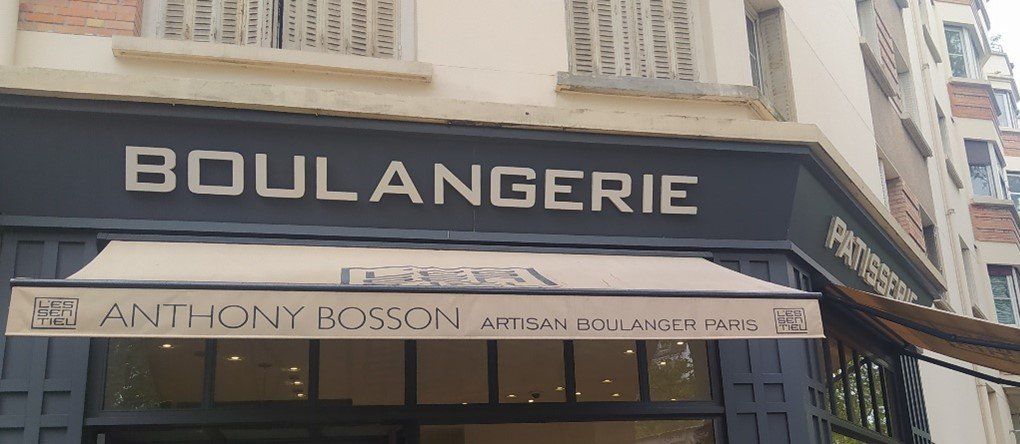 BOULANGERIE
PATISSERIE
L'ES
SEN
TIEL
ANTHONY BOSSON ARTISAN BOULANGER PARIS
L'ES
SEN
TIEL